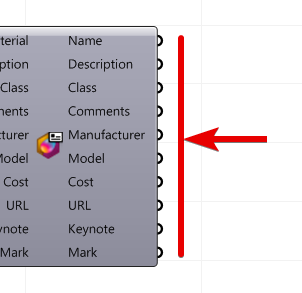 terial Name
ption Description
Class Class
ments Comments
turer Manufacturer
Model Model
Cost Cost
URL URL
ynote Keynote
Mark Mark